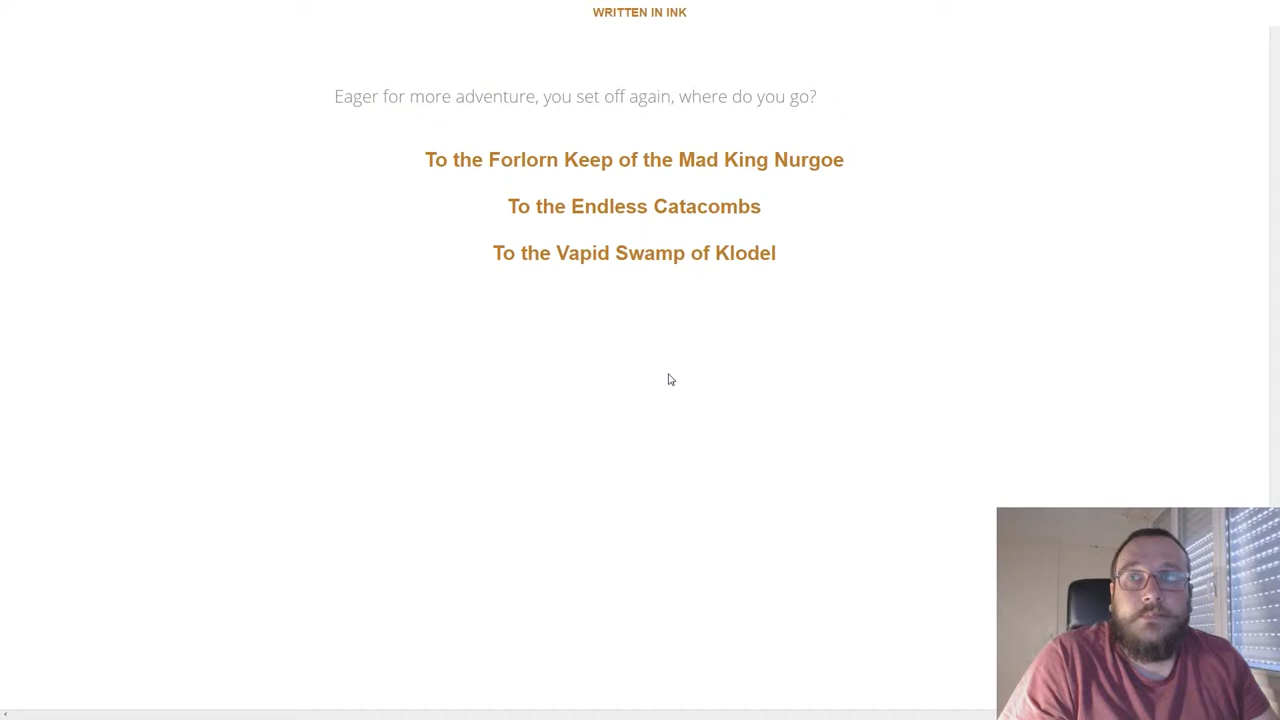 WRITTEN IN INK
Eager for more adventure, you set off again, where do you go?
To the Forlorn Keep of the Mad King Nurgoe
To the Endless Catacombs
To the Vapid Swamp of Klodel